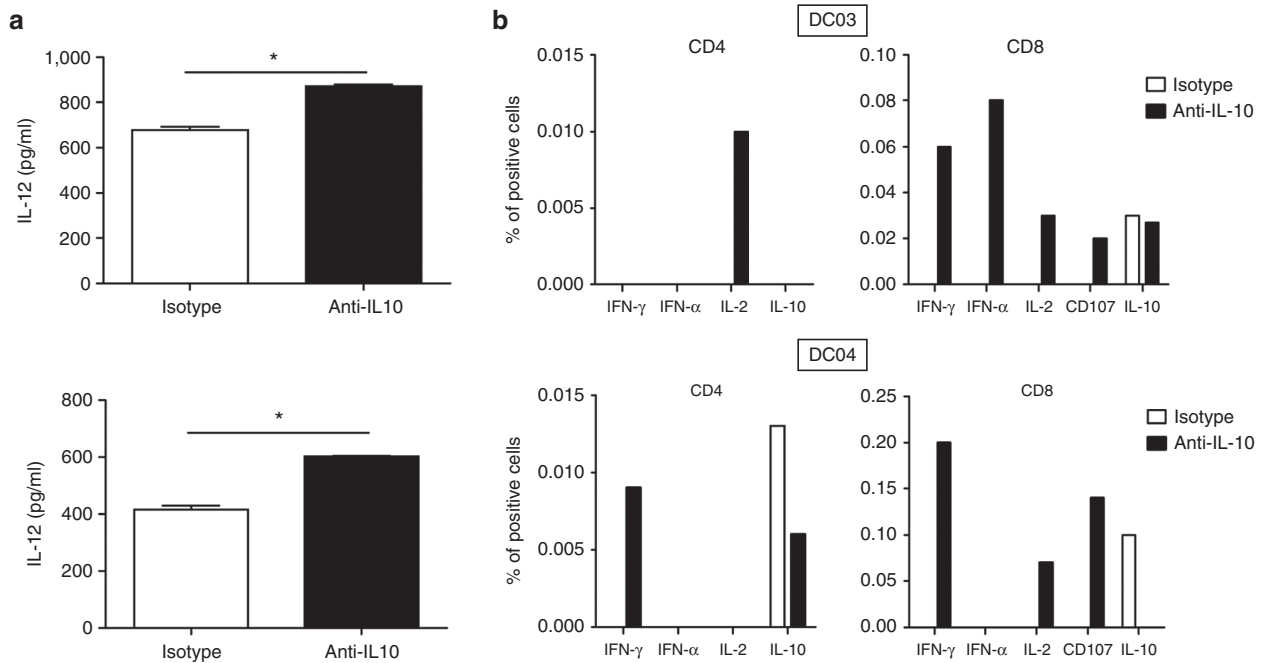 a
1,000
800
600
400
200
0
IL-12 (pg/ml)
*
Isotype
Anti-IL10
800
600
400
200
0
IL-12 (pg/ml)
*
Isotype
Anti-IL10
b
DC03
CD4
0.015
0.010
0.005
0.000
% of positive cells
IFN-γ IFN-α IL-2 IL-10
CD8
0.10
0.08
0.06
0.04
0.02
0.00
IFN-γ IFN-α IL-2 CD107 IL-10
Isotype
Anti-IL-10
DC04
CD4
0.015
0.010
0.005
0.000
% of positive cells
IFN-γ IFN-α IL-2 IL-10
CD8
0.25
0.20
0.15
0.10
0.05
0.00
IFN-γ IFN-α IL-2 CD107 IL-10
Isotype
Anti-IL-10